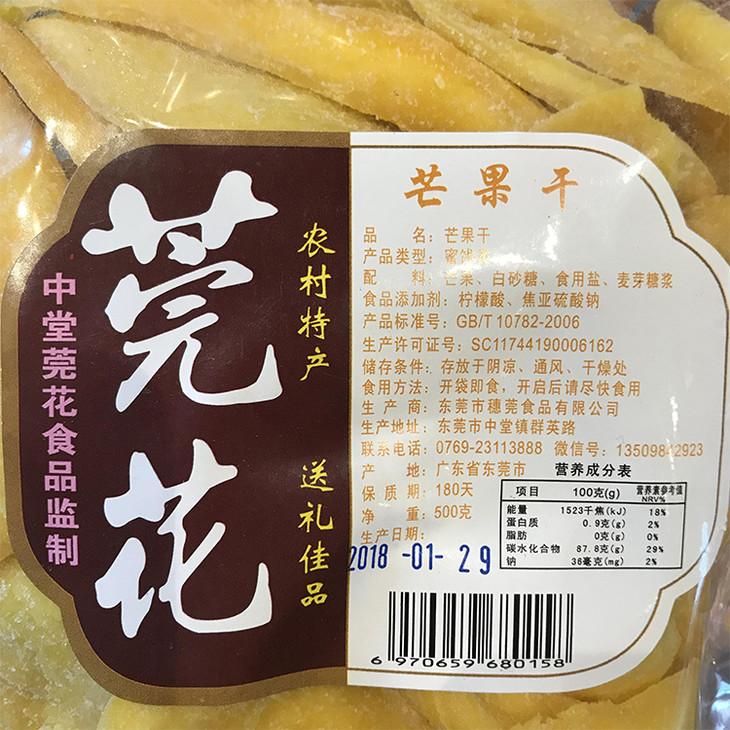 莞花
农村特产 送礼佳品
中堂莞花食品监制
芒果干
品 名：芒果干
产品类型：蜜饯类
配 料：芒果、白砂糖、食用盐、麦芽糖浆
食品添加剂：柠檬酸、焦亚硫酸钠
产品标准号：GB/T 10782-2006
生产许可证号：SC11744190006162
储存条件：存放于阴凉、通风、干燥处
食用方法：开袋即食，开启后请尽快食用
生 产 商：东莞市穗莞食品有限公司
生产地址：东莞市中堂镇群英路
联系电话：0769-23113888 微信号：13509842923
产 地：广东省东莞市
保 质 期：180天
净 重：500克
生产日期：
2018 -01- 29
营养成分表
项目 100克(g) 营养素参考值 NRV%
能量 1523千焦(kJ) 18%
蛋白质 0.9克(g) 2%
脂肪 0克(g) 0%
碳水化合物 87.8克(g) 29%
钠 36毫克(mg) 2%
6 970659 680158